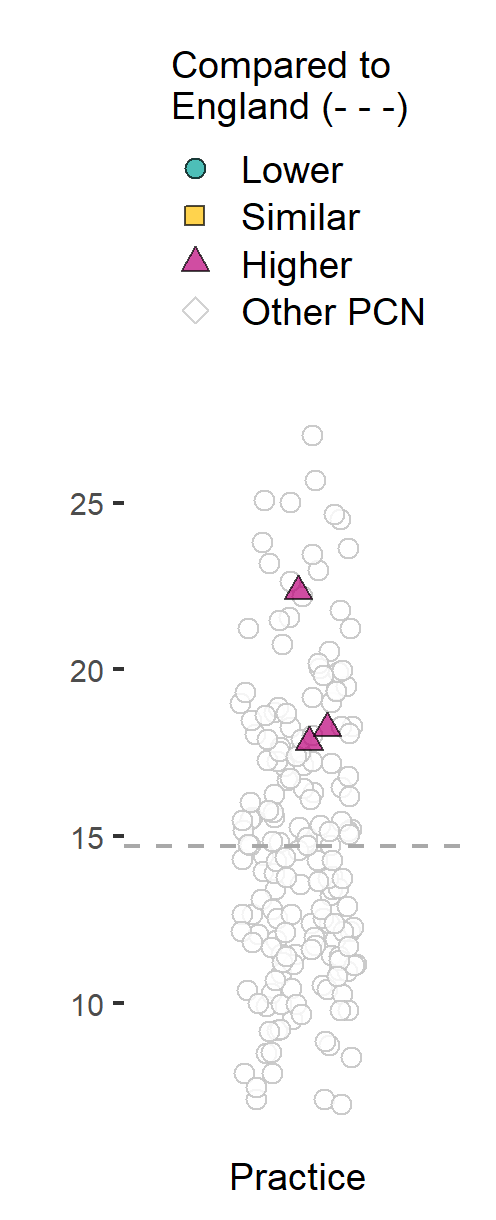 Compared to
England (- - -)
Lower
Similar
Higher
Other PCN
25
20
15
10
Practice